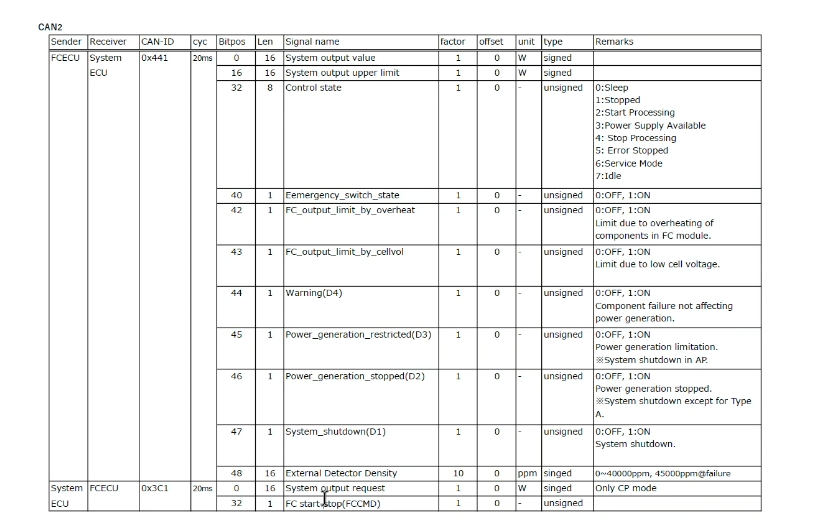 CAN2
Sender Receiver CAN-ID cyc Bitpos Len Signal name factor offset unit type Remarks
FCECU System ECU 0x441 20ms 0 16 System output value 1 0 W signed
16 16 System output upper limit 1 0 W signed
32 8 Control state 1 0 - unsigned 0:Sleep
1:Stopped
2:Start Processing
3:Power Supply Available
4: Stop Processing
5: Error Stopped
6:Service Mode
7:Idle
40 1 Eemergency_switch_state 1 0 - unsigned 0:OFF, 1:ON
42 1 FC_output_limit_by_overheat 1 0 - unsigned 0:OFF, 1:ON
Limit due to overheating of
components in FC module.
43 1 FC_output_limit_by_cellvol 1 0 - unsigned 0:OFF, 1:ON
Limit due to low cell voltage.
44 1 Warning(D4) 1 0 - unsigned 0:OFF, 1:ON
Component failure not affecting
power generation.
45 1 Power_generation_restricted(D3) 1 0 - unsigned 0:OFF, 1:ON
Power generation limitation.
※System shutdown in AP.
46 1 Power_generation_stopped(D2) 1 0 - unsigned 0:OFF, 1:ON
Power generation stopped.
※System shutdown except for Type
A.
47 1 System_shutdown(D1) 1 0 - unsigned 0:OFF, 1:ON
System shutdown.
48 16 External Detector Density 10 0 ppm singed 0~40000ppm, 45000ppm@failure
System ECU FCECU 0x3C1 20ms 0 16 System output request 1 0 W singed Only CP mode
32 1 FC start stop(FCCMD) 1 0 - unsigned